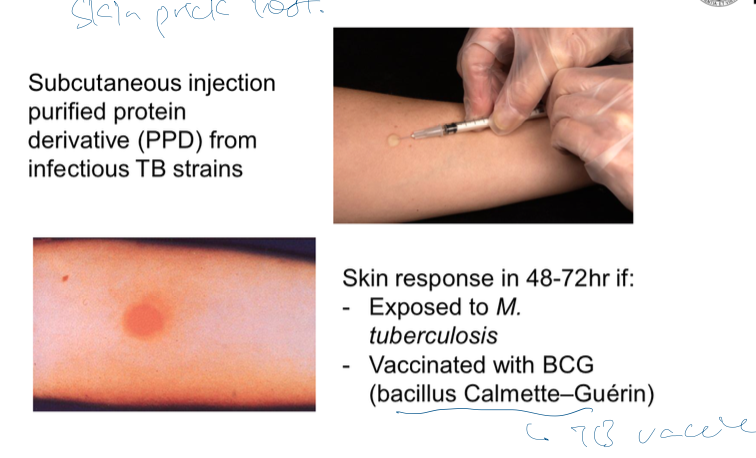 Skin prick test.
Subcutaneous injection
purified protein
derivative (PPD) from
infectious TB strains
Skin response in 48-72hr if:
- Exposed to M.
tuberculosis
- Vaccinated with BCG
(bacillus Calmette–Guérin)
↳ TB vaccine